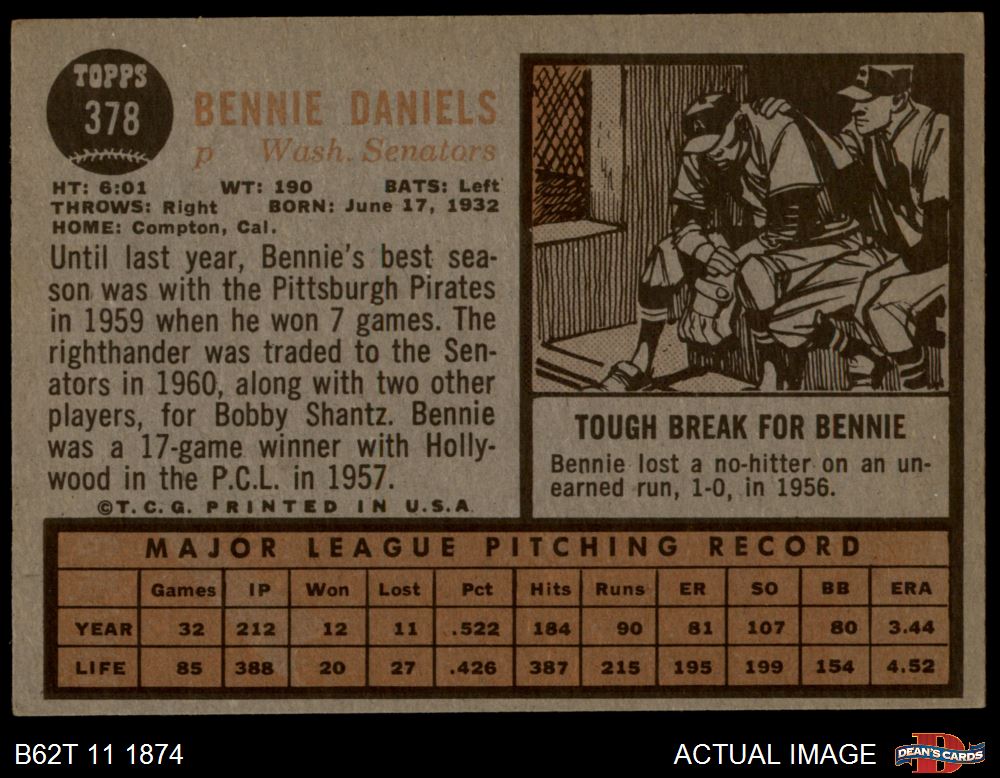 TOPPS
378
BENNIE DANIELS
p Wash. Senators
HT: 6:01 WT: 190 BATS: Left
THROWS: Right BORN: June 17, 1932
HOME: Compton, Cal.
Until last year, Bennie's best sea-
son was with the Pittsburgh Pirates
in 1959 when he won 7 games. The
righthander was traded to the Sen-
ators in 1960, along with two other
players, for Bobby Shantz. Bennie
was a 17-game winner with Holly-
wood in the P.C.L. in 1957.
©T.C.G. PRINTED IN U.S.A.
TOUGH BREAK FOR BENNIE
Bennie lost a no-hitter on an un-
earned run, 1-0, in 1956.
MAJOR LEAGUE PITCHING RECORD
Games IP Won Lost Pct Hits Runs ER SO BB ERA
YEAR 32 212 12 11 .522 184 90 81 107 80 3.44
LIFE 85 388 20 27 .426 387 215 195 199 154 4.52
B62T 11 1874
ACTUAL IMAGE
DEAN'S CARDS